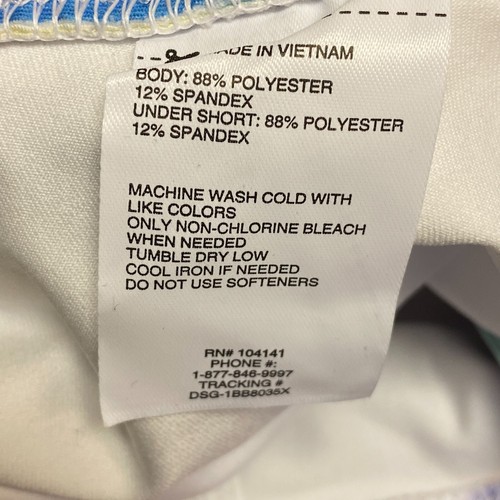 MADE IN VIETNAM
BODY: 88% POLYESTER
12% SPANDEX
UNDER SHORT: 88% POLYESTER
12% SPANDEX
MACHINE WASH COLD WITH
LIKE COLORS
ONLY NON-CHLORINE BLEACH
WHEN NEEDED
TUMBLE DRY LOW
COOL IRON IF NEEDED
DO NOT USE SOFTENERS
RN# 104141
PHONE #:
1-877-846-9997
TRACKING #
DSG-1BB8035X